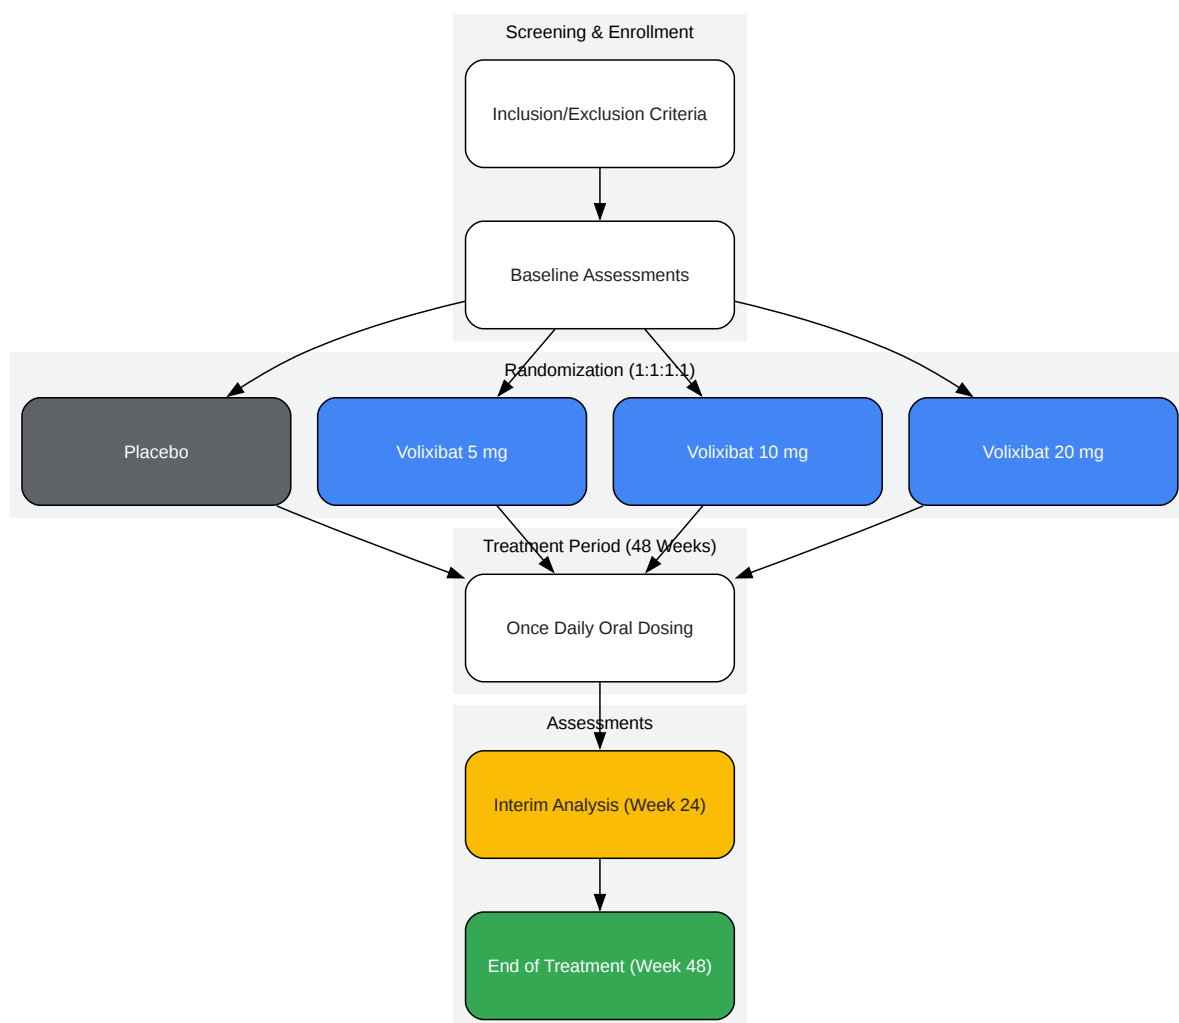 Screening & Enrollment
Inclusion/Exclusion Criteria
Baseline Assessments
Randomization (1:1:1:1)
Placebo
Volixibat 5 mg
Volixibat 10 mg
Volixibat 20 mg
Treatment Period (48 Weeks)
Once Daily Oral Dosing
Assessments
Interim Analysis (Week 24)
End of Treatment (Week 48)